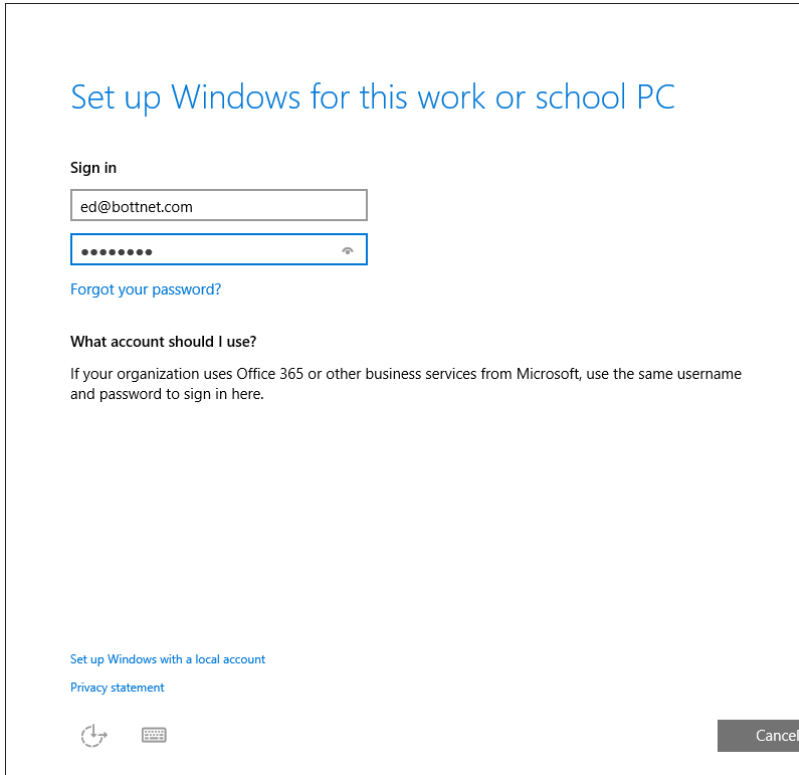 Set up Windows for this work or school PC
Sign in
ed@bottnet.com
●●●●●●●●
Forgot your password?
What account should I use?
If your organization uses Office 365 or other business services from Microsoft, use the same username
and password to sign in here.
Set up Windows with a local account
Privacy statement
Cancel